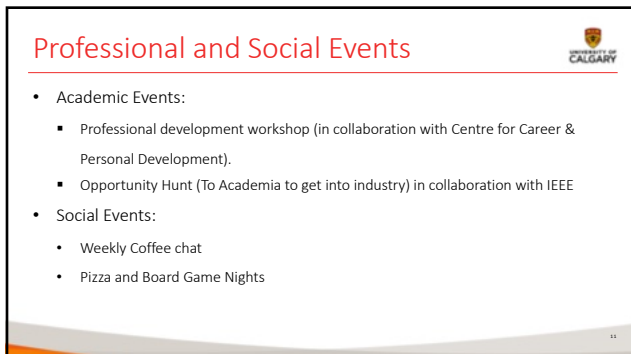 Professional and Social Events
UNIVERSITY OF
CALGARY
• Academic Events:
▪ Professional development workshop (in collaboration with Centre for Career &
Personal Development).
▪ Opportunity Hunt (To Academia to get into industry) in collaboration with IEEE
• Social Events:
• Weekly Coffee chat
• Pizza and Board Game Nights
11